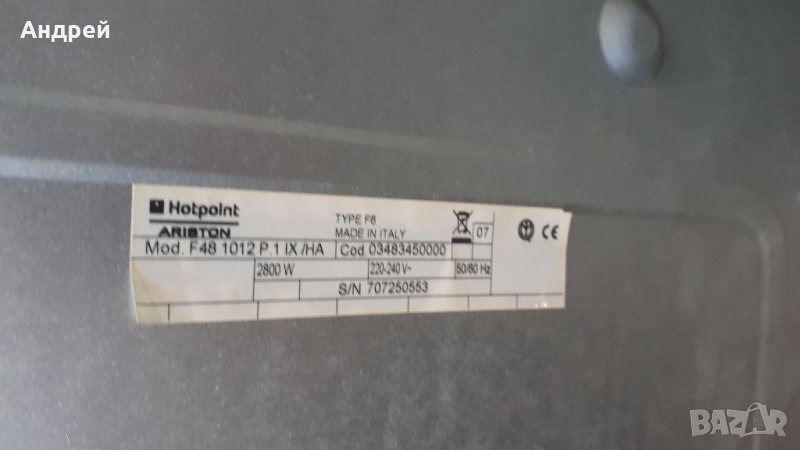 Андрей
Hotpoint
ARISTON
TYPE F6
MADE IN ITALY
07
CE
Mod. F48 1012 P.1 IX /HA
Cod. 03483450000
2800 W
220-240 V~
50/60 Hz
S/N 707250553
BAZAR